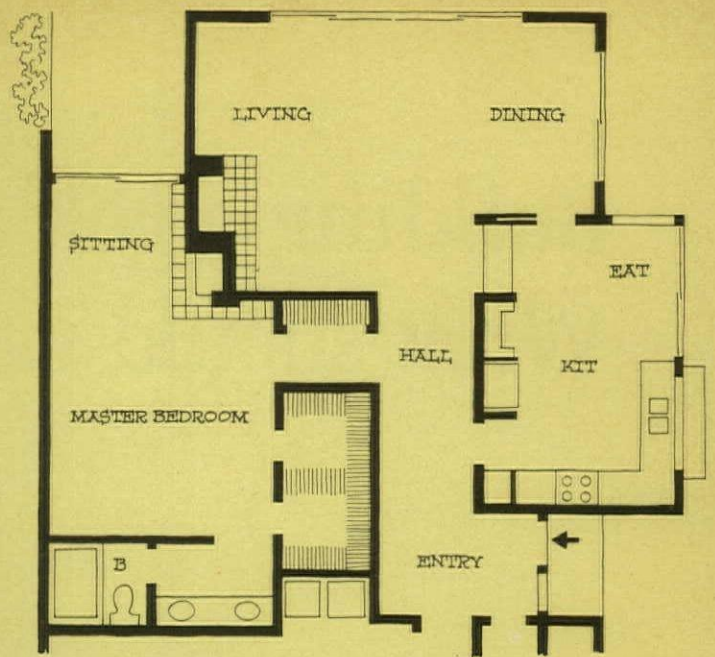 LIVING
DINING
SITTING
EAT
HALL
KIT
MASTER BEDROOM
B
ENTRY